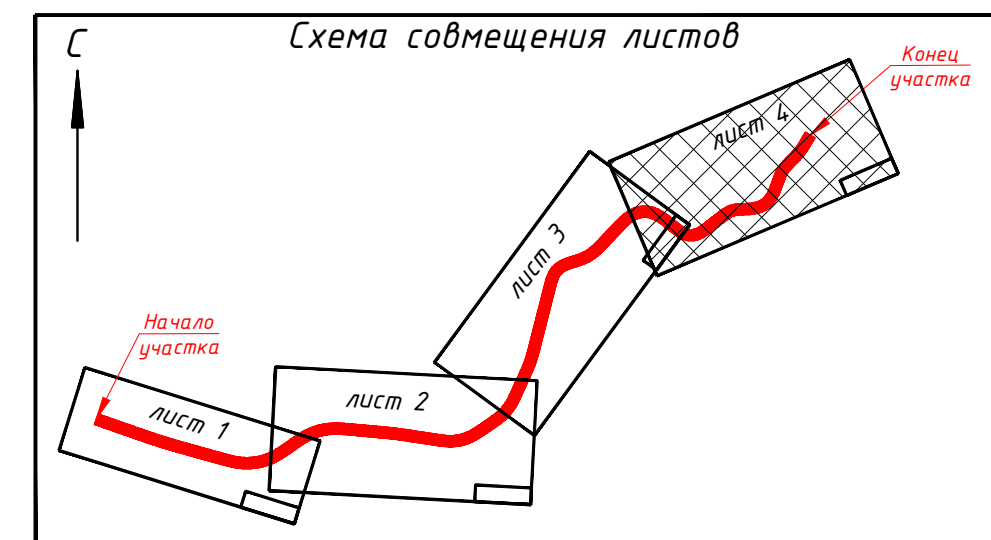 Схема совмещения листов
С
Конец
участка
лист 4
лист 3
Начало
участка
лист 2
лист 1